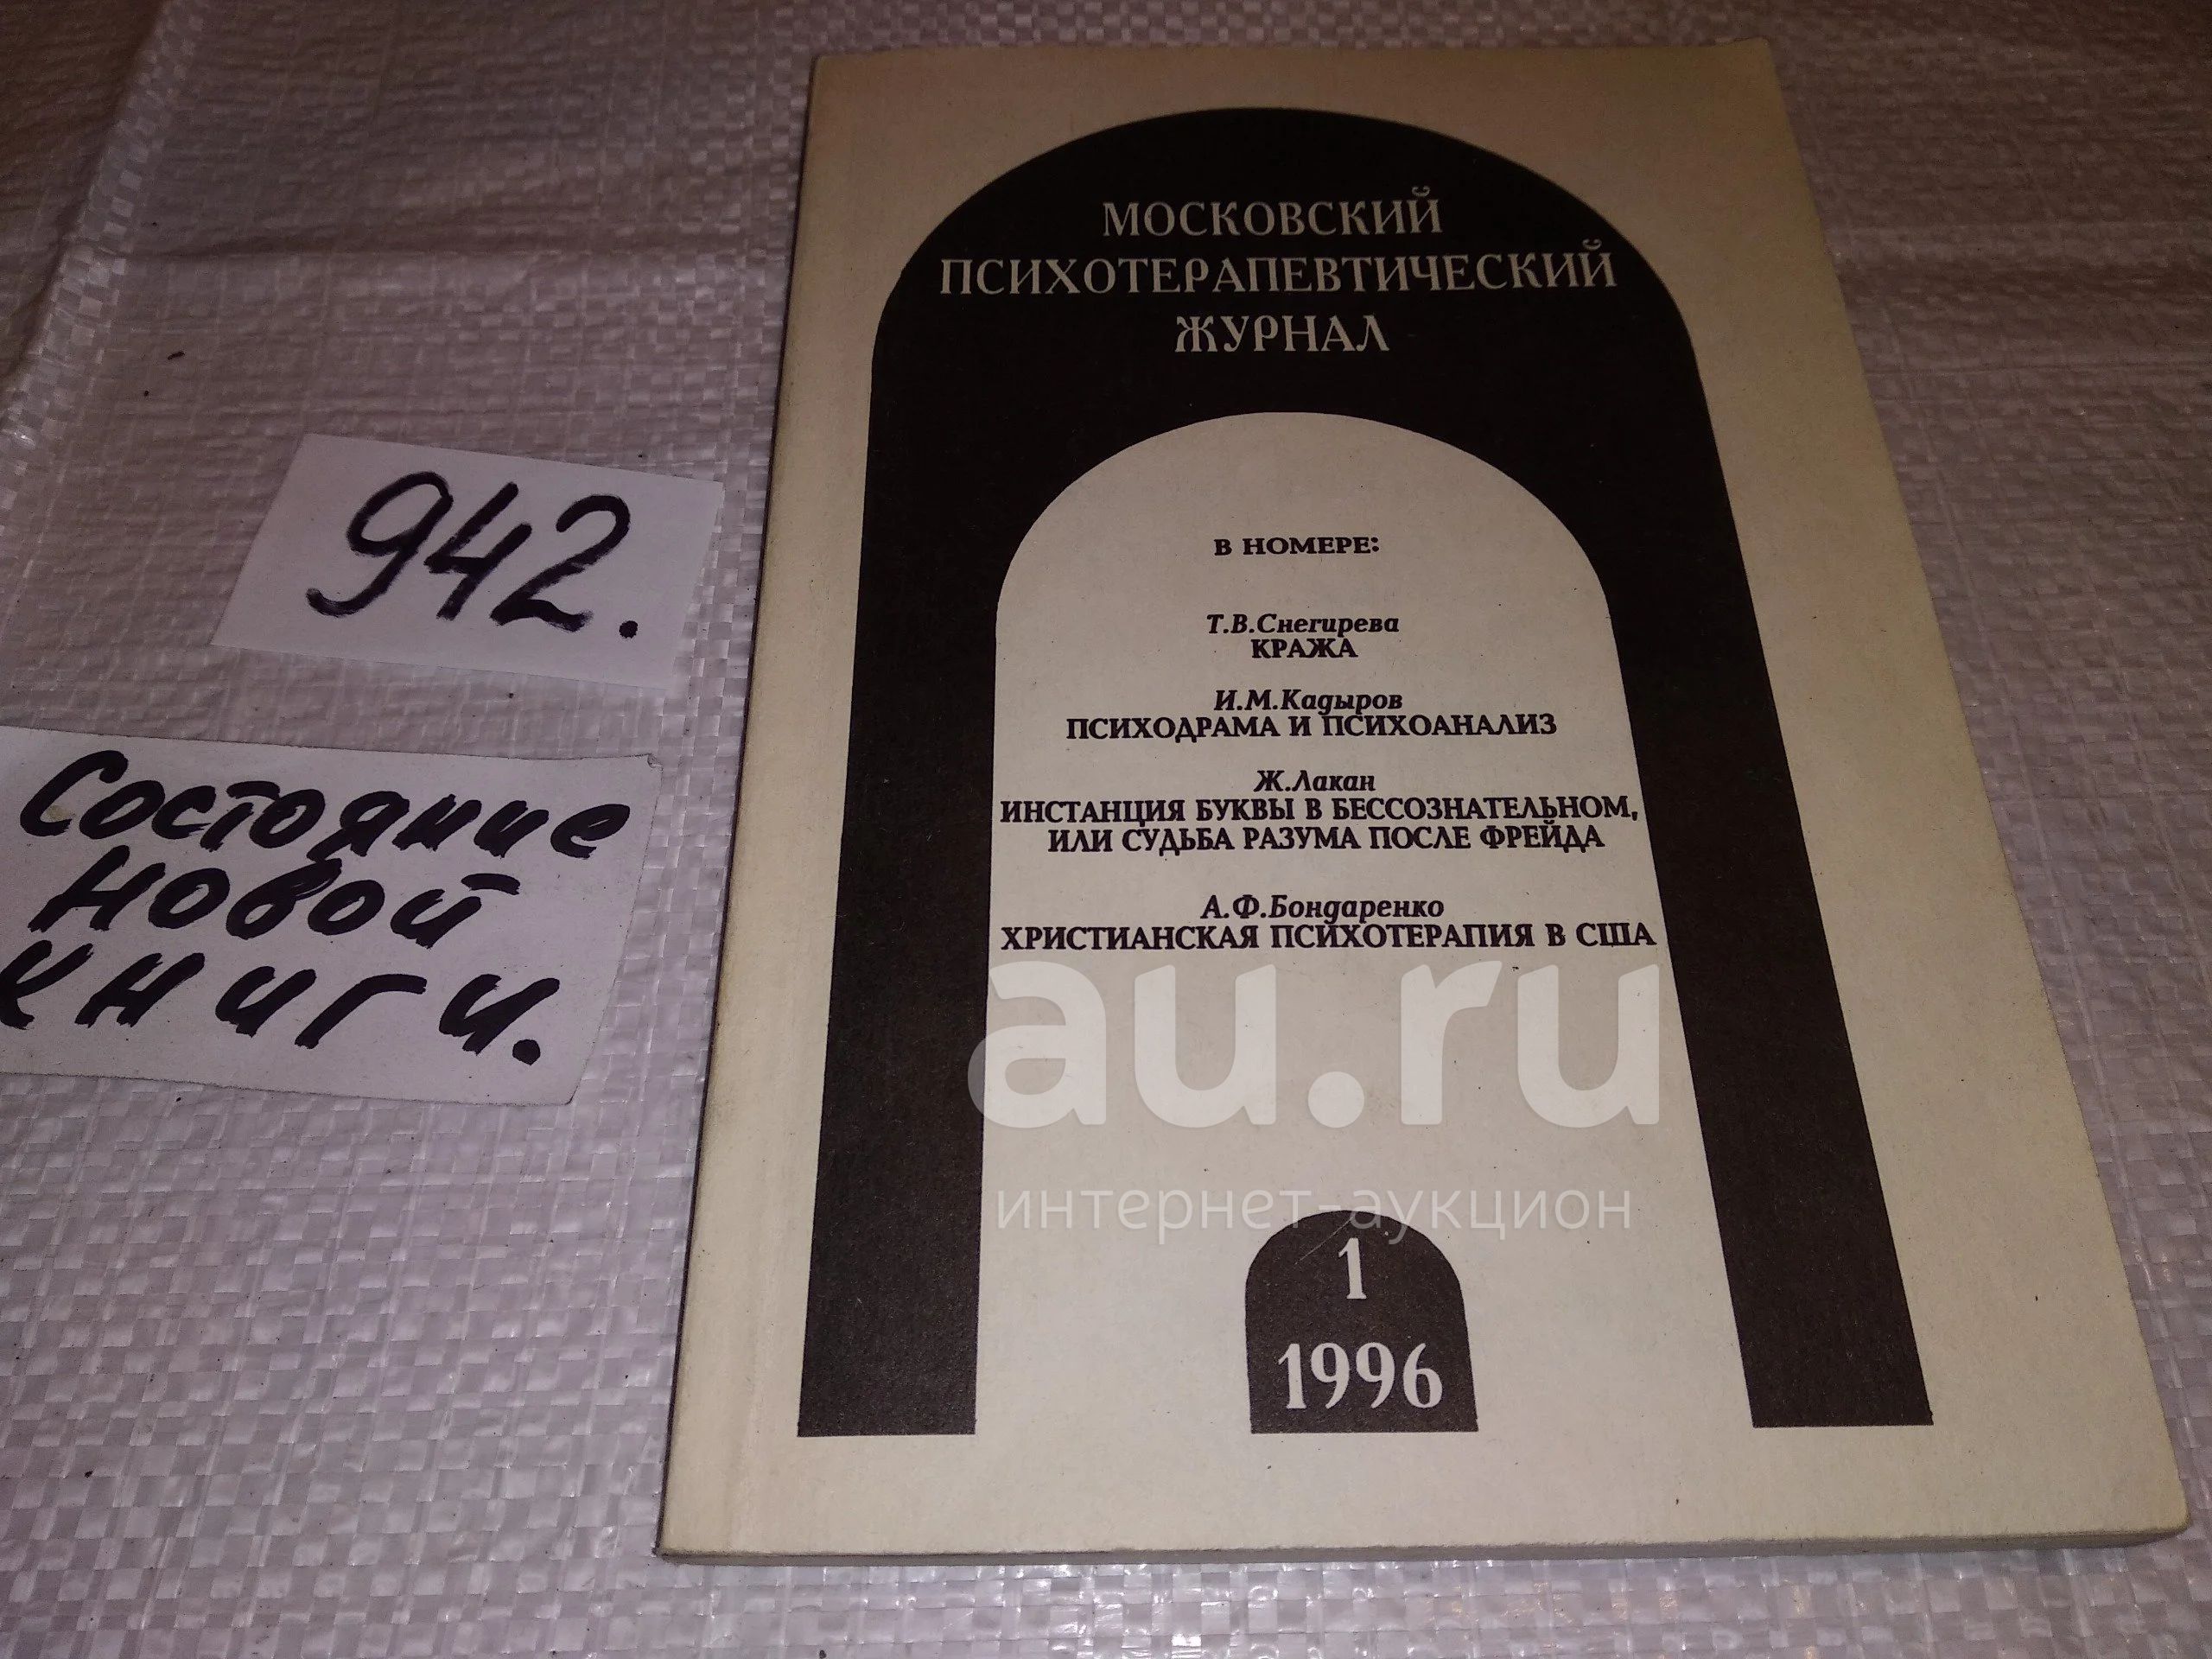 МОСКОВСКИЙ
ПСИХОТЕРАПЕВТИЧЕСКИЙ
ЖУРНАЛ
В НОМЕРЕ:
Т.В.Снегирева
КРАЖА
И.М.Кадыров
ПСИХОДРАМА И ПСИХОАНАЛИЗ
Ж.Лакан
ИНСТАНЦИЯ БУКВЫ В БЕССОЗНАТЕЛЬНОМ,
ИЛИ СУДЬБА РАЗУМА ПОСЛЕ ФРЕЙДА
А.Ф.Бондаренко
ХРИСТИАНСКАЯ ПСИХОТЕРАПИЯ В США
au.ru
интернет-аукцион
1
1996
942.
Состояние
новой
книги.